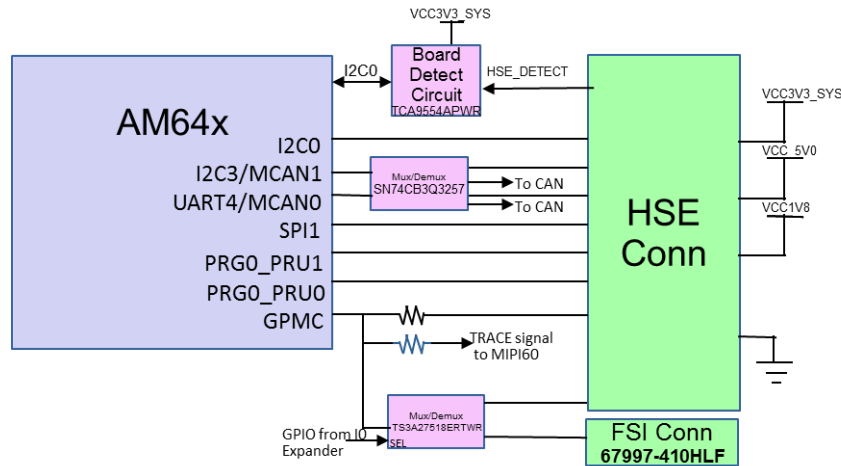 VCC3V3_SYS
Board
Detect
Circuit
TCA9554APWR
I2C0
HSE_DETECT
AM64x
I2C0
I2C3/MCAN1
UART4/MCAN0
SPI1
PRG0_PRU1
PRG0_PRU0
GPMC
Mux/Demux
SN74CB3Q3257
To CAN
To CAN
HSE
Conn
VCC3V3_SYS
VCC_5V0
VCC1V8
TRACE signal
to MIPI60
Mux/Demux
TS3A27518ERTWR
SEL
GPIO from IO
Expander
FSI Conn
67997-410HLF